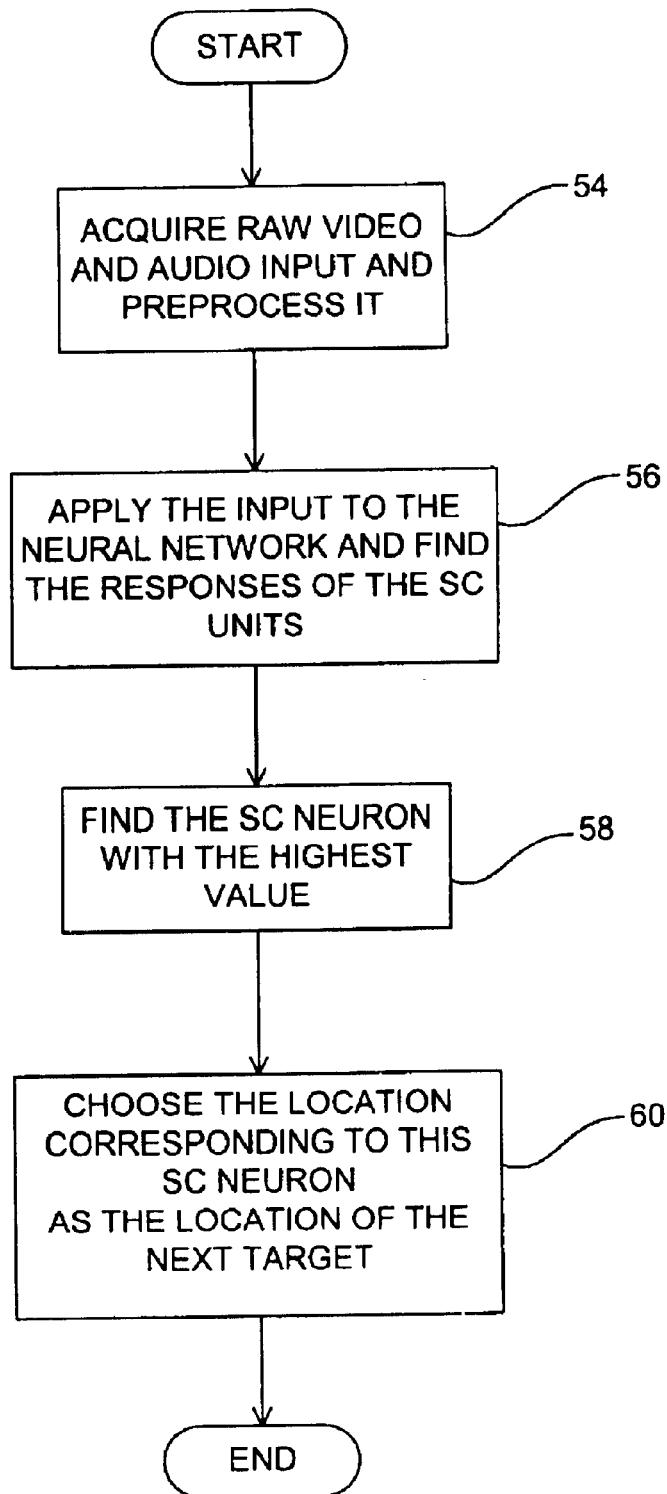 START
54
ACQUIRE RAW VIDEO
AND AUDIO INPUT AND
PREPROCESS IT
56
APPLY THE INPUT TO THE
NEURAL NETWORK AND FIND
THE RESPONSES OF THE SC
UNITS
58
FIND THE SC NEURON
WITH THE HIGHEST
VALUE
60
CHOOSE THE LOCATION
CORRESPONDING TO THIS
SC NEURON
AS THE LOCATION OF THE
NEXT TARGET
END